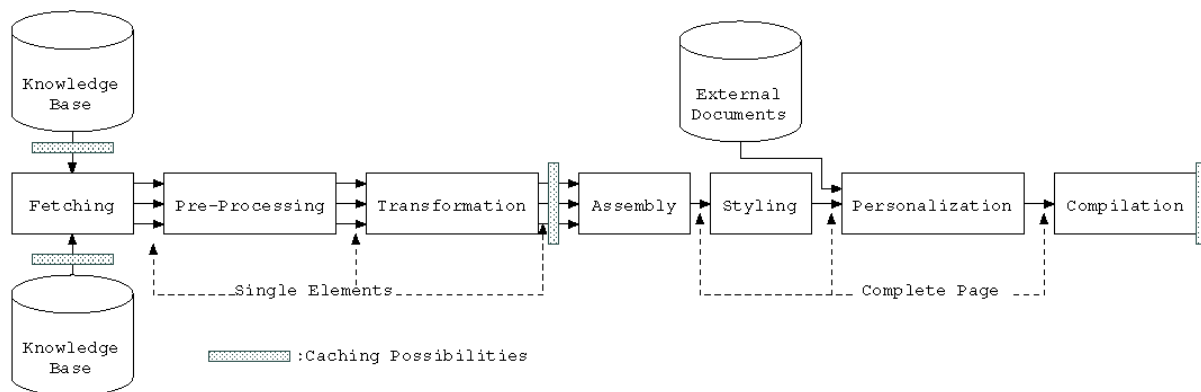 Knowledge
Base
External
Documents
Fetching
Pre-Processing
Transformation
Assembly
Styling
Personalization
Compilation
Single Elements
Complete Page
Knowledge
Base
:Caching Possibilities